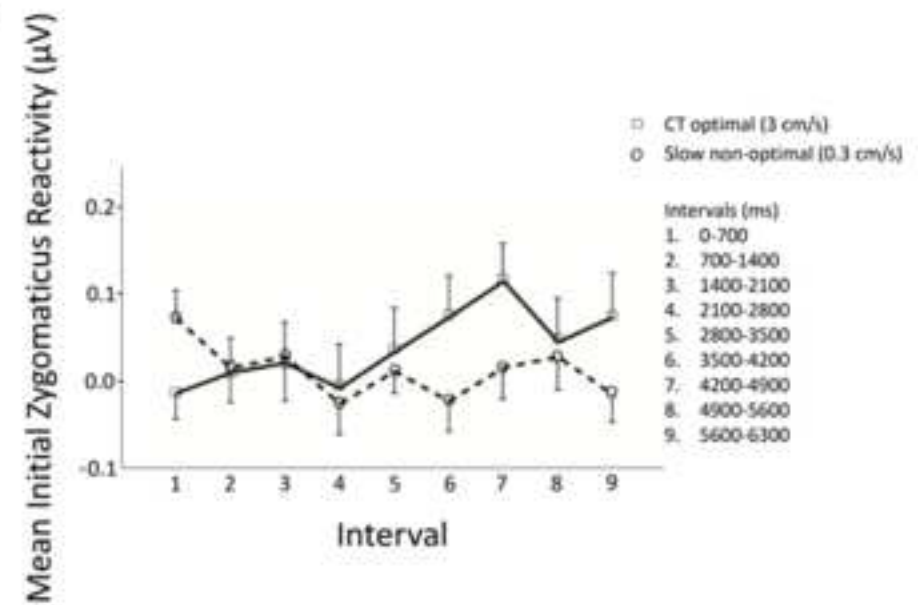 Mean Initial Zygomaticus Reactivity (µV)
CT optimal (3 cm/s)
Slow non-optimal (0.3 cm/s)
Intervals (ms)
1. 0-700
2. 700-1400
3. 1400-2100
4. 2100-2800
5. 2800-3500
6. 3500-4200
7. 4200-4900
8. 4900-5600
9. 5600-6300
0.2
0.1
0.0
-0.1
1 2 3 4 5 6 7 8 9
Interval